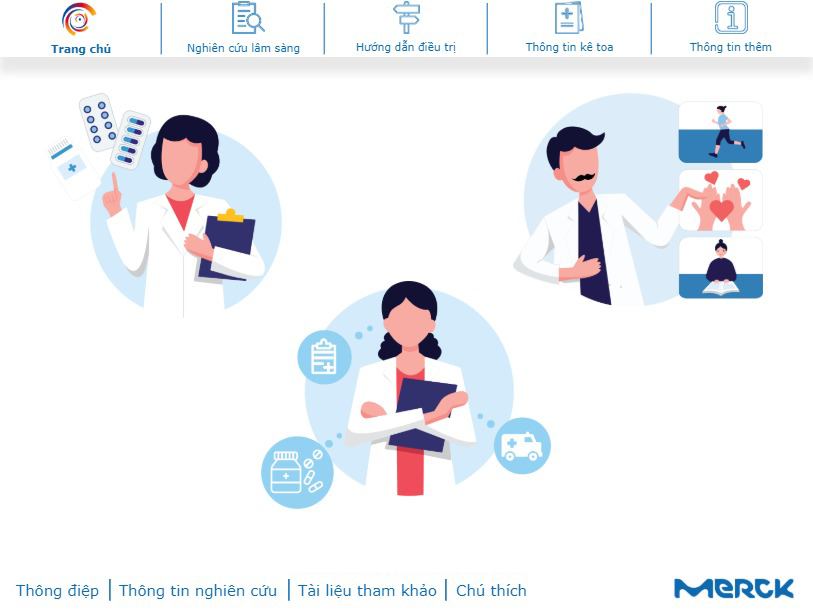 Trang chủ
Nghiên cứu lâm sàng
Hướng dẫn điều trị
Thông tin kê toa
Thông tin thêm
Thông điệp
Thông tin nghiên cứu
Tài liệu tham khảo
Chú thích
MERCK